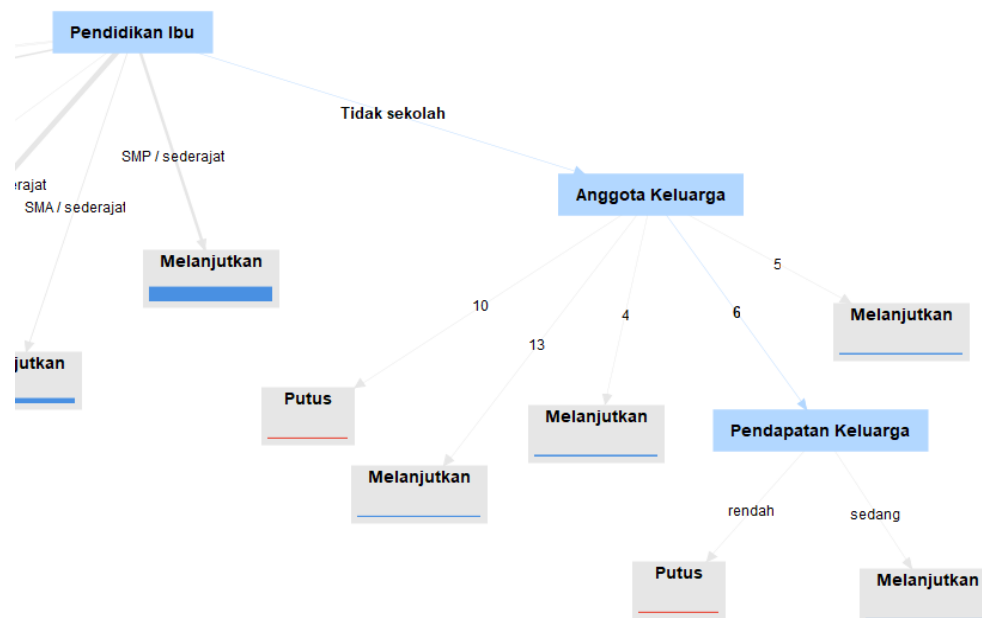 Pendidikan Ibu
Tidak sekolah
SMP / sederajat
erajat
SMA / sederajat
Anggota Keluarga
Melanjutkan
5
10
6
4
13
Melanjutkan
jutkan
Putus
Melanjutkan
Pendapatan Keluarga
Melanjutkan
rendah
sedang
Putus
Melanjutkan